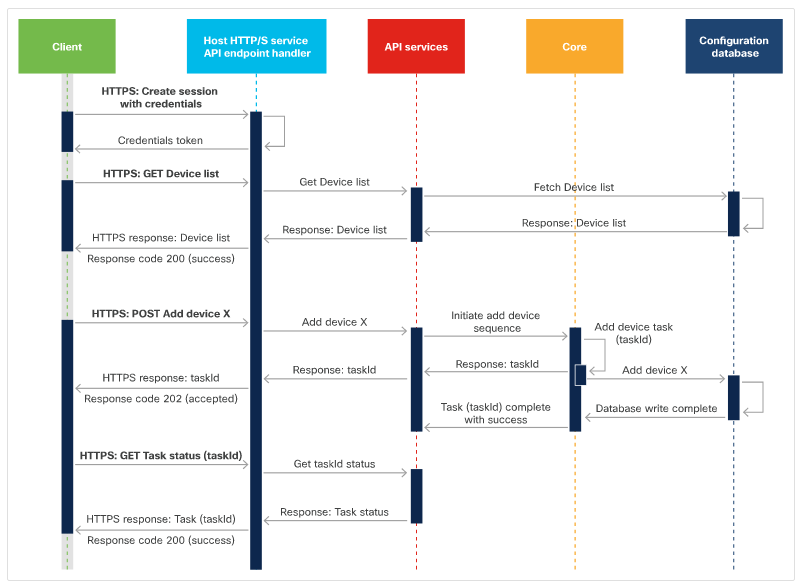 Client
Host HTTP/S service
API endpoint handler
API services
Core
Configuration
database
HTTPS: Create session
with credentials
Credentials token
HTTPS: GET Device list
Get Device list
Fetch Device list
Response: Device list
Response: Device list
HTTPS response: Device list
Response code 200 (success)
HTTPS: POST Add device X
Add device X
Initiate add device
sequence
Add device task
(taskId)
Response: taskId
Response: taskId
HTTPS response: taskId
Response code 202 (accepted)
Add device X
Database write complete
Task (taskId) complete
with success
HTTPS: GET Task status (taskId)
Get taskId status
Response: Task status
HTTPS response: Task (taskId)
Response code 200 (success)